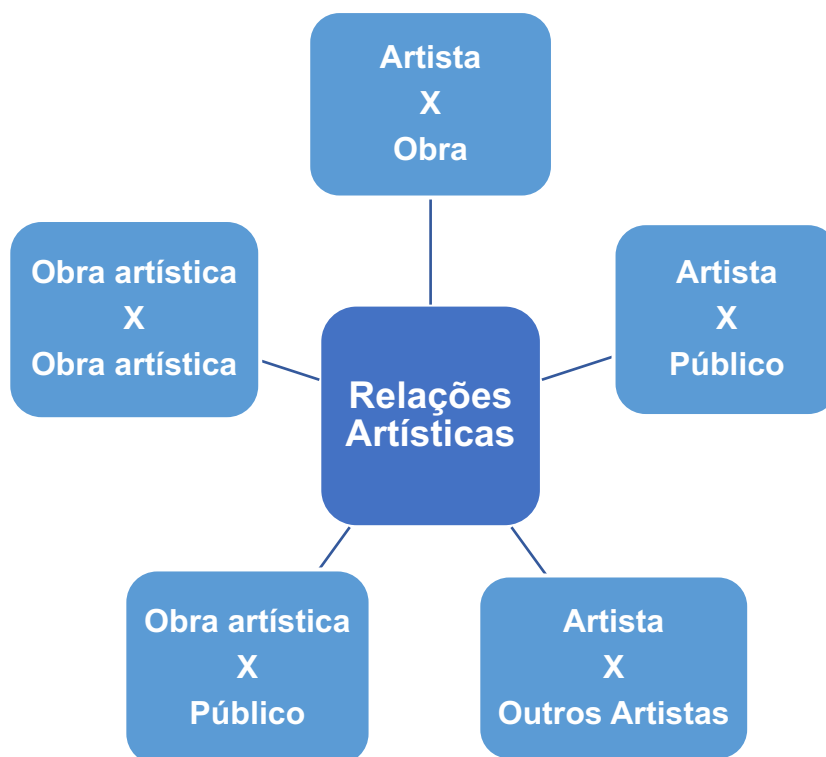 Artista
X
Obra
Obra artística
X
Obra artística
Artista
X
Público
Relações
Artísticas
Obra artística
X
Público
Artista
X
Outros Artistas